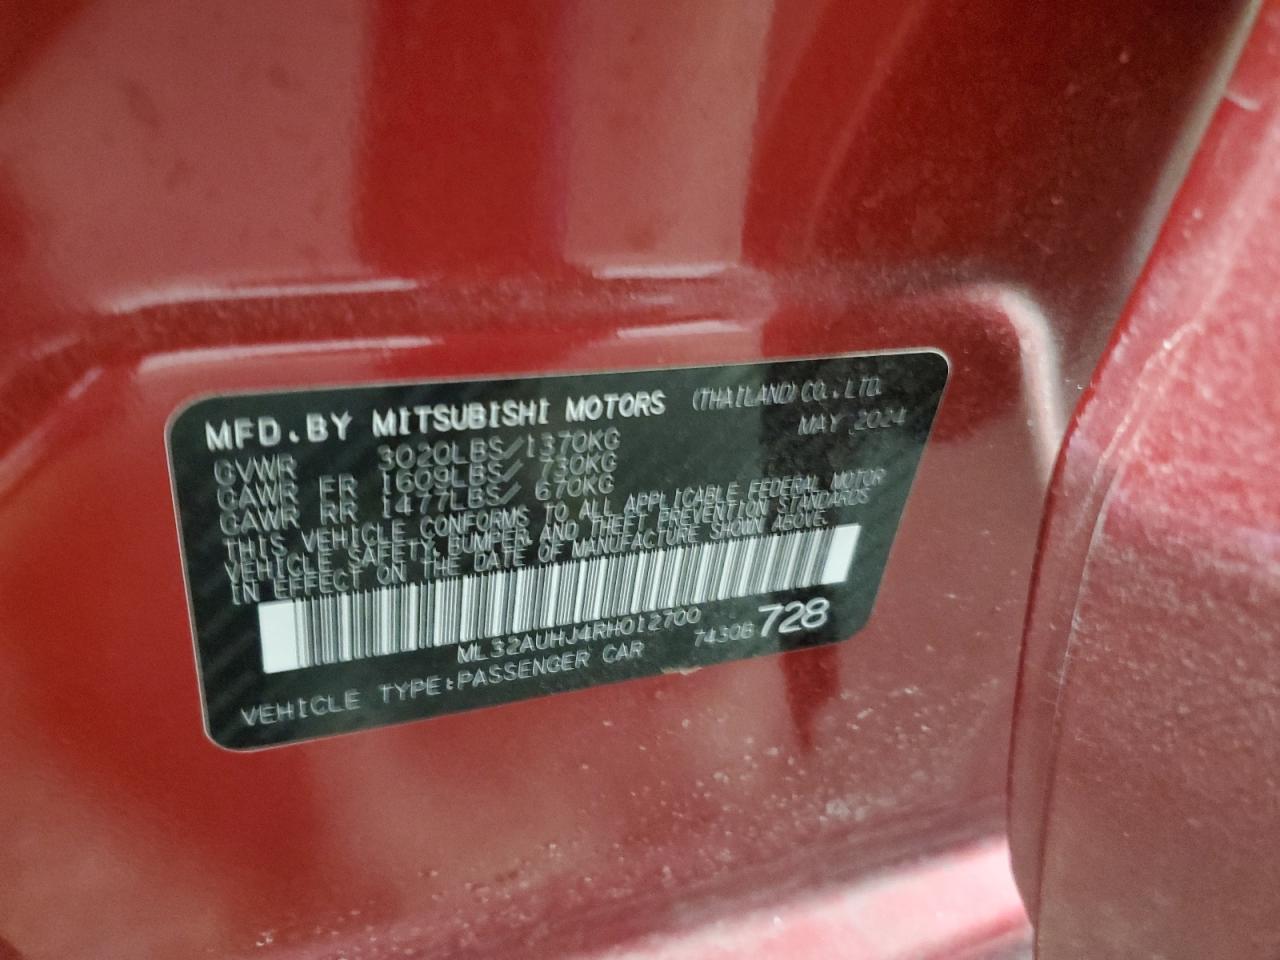 MFD.BY MITSUBISHI MOTORS (THAILAND) CO.,LTD.
MAY 2024
GVWR 3020LBS/1370KG
GAWR FR 1609LBS/ 730KG
GAWR RR 1477LBS/ 670KG
THIS VEHICLE CONFORMS TO ALL APPLICABLE FEDERAL MOTOR
VEHICLE SAFETY, BUMPER, AND THEFT PREVENTION STANDARDS
IN EFFECT ON THE DATE OF MANUFACTURE SHOWN ABOVE.
ML32AUHJ4RH012700
VEHICLE TYPE:PASSENGER CAR 7430B 728